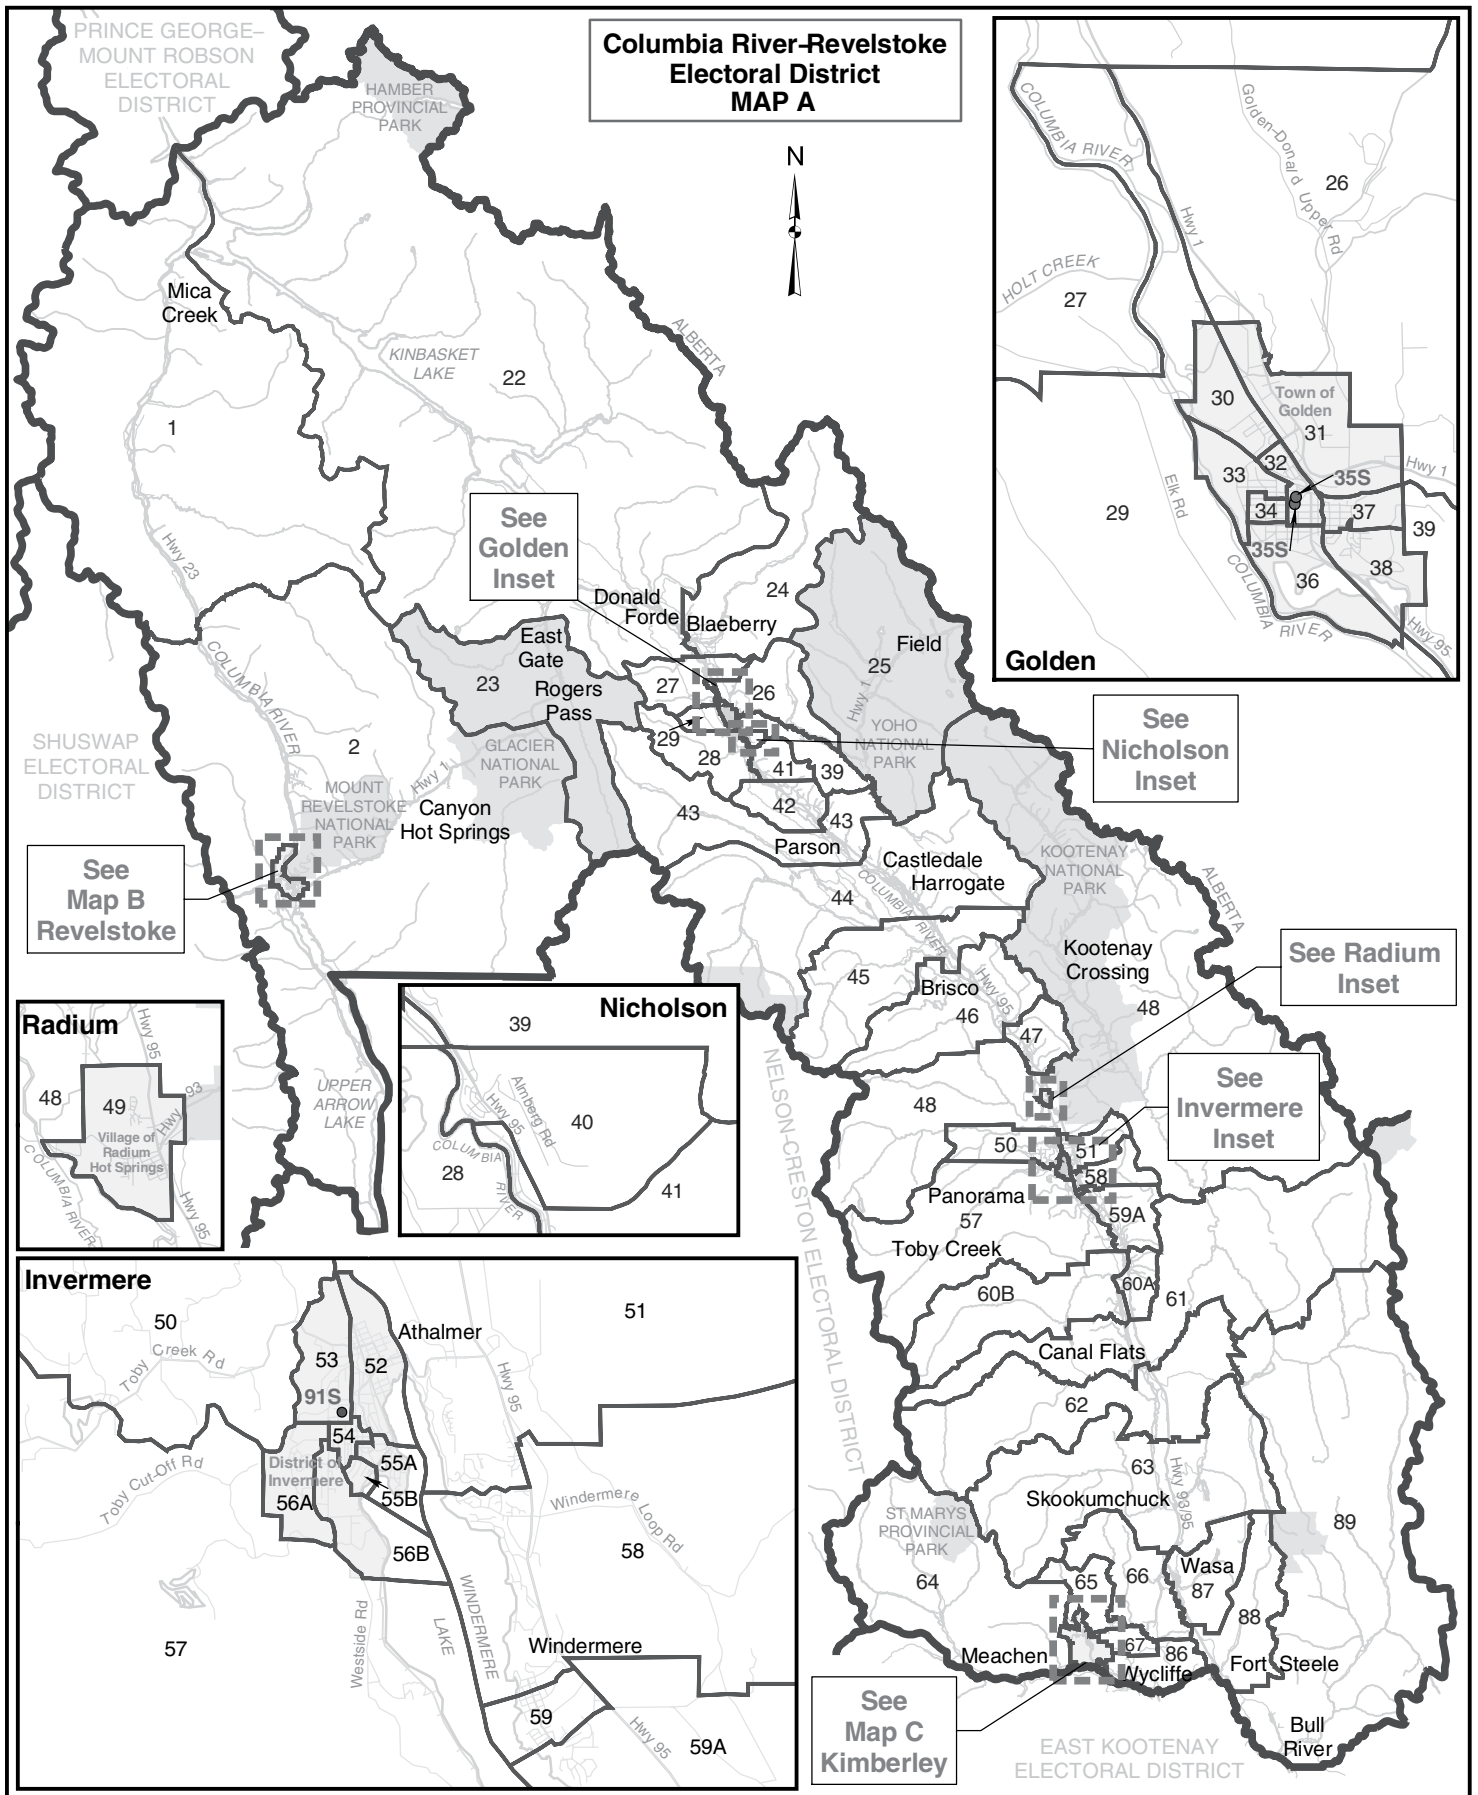 PRINCE GEORGE–
MOUNT ROBSON
ELECTORAL
DISTRICT
HAMBER
PROVINCIAL
PARK
Columbia River–Revelstoke
Electoral District
MAP A
N
Mica
Creek
KINBASKET
LAKE
22
ALBERTA
1
Hwy 23
See
Golden
Inset
Donald
Forde
Blaeberry
24
East
Gate
23
Rogers
Pass
Field
25
Hwy 1
YOHO
NATIONAL
PARK
27
26
29
28
41
39
42
43
43
Parson
COLUMBIA RIVER
2
SHUSWAP
ELECTORAL
DISTRICT
GLACIER
NATIONAL
PARK
MOUNT
REVELSTOKE
NATIONAL
PARK
Hwy 1
Canyon
Hot Springs
See
Map B
Revelstoke
See
Nicholson
Inset
KOOTENAY
NATIONAL
PARK
ALBERTA
Castledale
Harrogate
44
COLUMBIA RIVER
45
Brisco
Hwy 95
46
47
Kootenay
Crossing
48
See Radium
Inset
48
See
Invermere
Inset
50
51
58
Panorama
57
59A
Toby Creek
60B
60A
61
Canal Flats
62
63
Hwy 93/95
Skookumchuck
ST MARYS
PROVINCIAL
PARK
64
65
66
Wasa
87
88
89
67
86
Meachen
Wycliffe
Fort Steele
Bull
River
See
Map C
Kimberley
EAST KOOTENAY
ELECTORAL DISTRICT
NELSON-CRESTON ELECTORAL DISTRICT
UPPER
ARROW
LAKE
COLUMBIA RIVER
Golden–Donald Upper Rd
26
Hwy 1
HOLT CREEK
27
30
Town of
Golden
31
32
33
Hwy 1
35S
34
37
39
35S
29
Elk Rd
36
38
COLUMBIA
RIVER
Hwy 95
Golden
Radium
Hwy 95
48
49
Hwy 93
Village of
Radium
Hot Springs
COLUMBIA RIVER
Hwy 95
Nicholson
39
Almberg Rd
Hwy 95
40
COLUMBIA
RIVER
28
41
Invermere
50
Toby
Creek Rd
51
Athalmer
53
52
91S
Hwy 95
54
District of
Invermere
55A
55B
56A
Toby Cut-Off Rd
Windermere Loop Rd
56B
58
WINDERMERE
LAKE
Westside Rd
57
Windermere
59
Hwy 95
59A